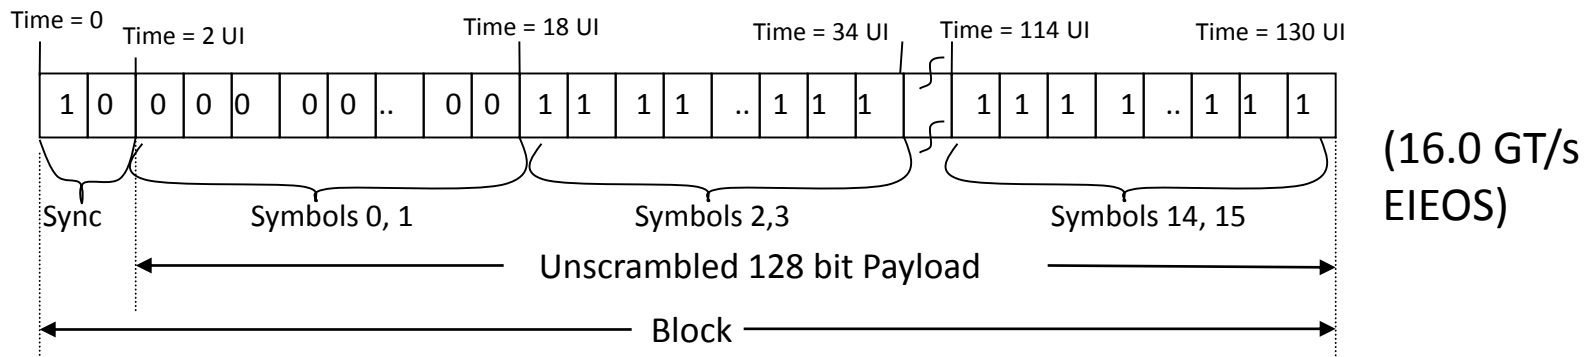 Time = 0
Time = 2 UI
Time = 18 UI
Time = 34 UI
Time = 114 UI
Time = 130 UI
1 0 0 0 0 0 0 .. 0 0 1 1 1 1 .. 1 1 1 1 1 1 1 .. 1 1 1
Sync
Symbols 0, 1
Symbols 2,3
Symbols 14, 15
(16.0 GT/s
EIEOS)
Unscrambled 128 bit Payload
Block